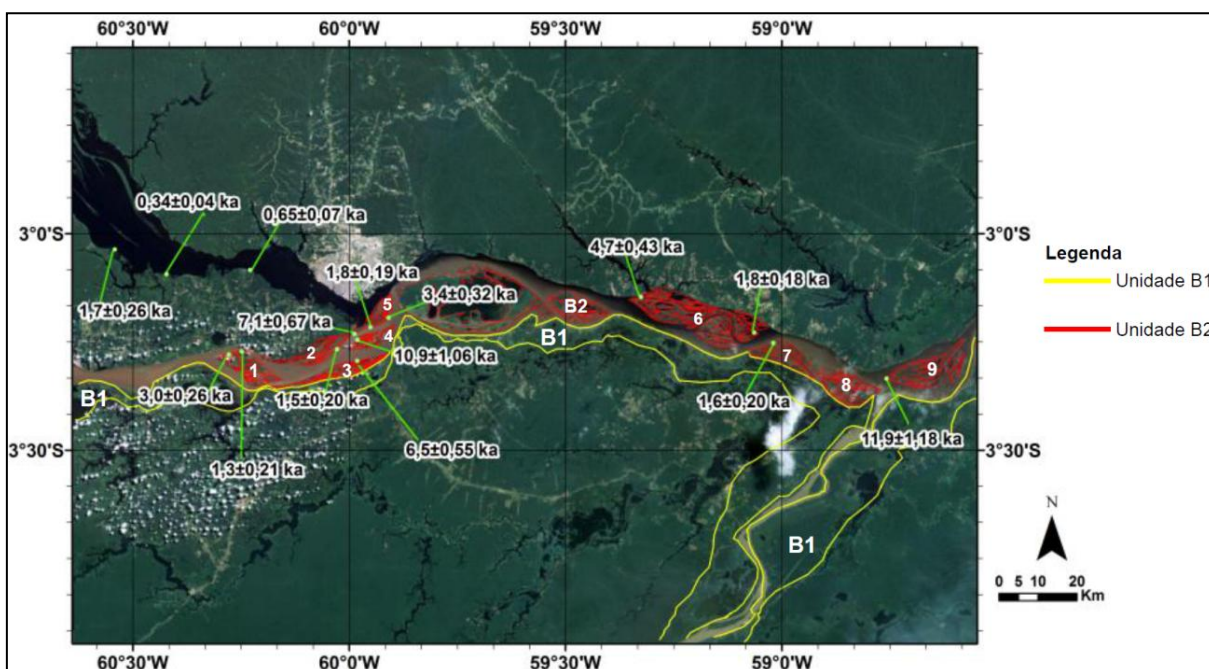 60°30'W 60°0'W 59°30'W 59°0'W
0,34±0,04 ka
0,65±0,07 ka
3°0'S
3°0'S
4,7±0,43 ka
1,8±0,19 ka
1,8±0,18 ka
3,4±0,32 ka
1,7±0,26 ka
7,1±0,67 ka
5
B2
6
4
2
B1
10,9±1,06 ka
7
1
3
8
9
B1
3,0±0,26 ka
1,5±0,20 ka
1,6±0,20 ka
11,9±1,18 ka
6,5±0,55 ka
3°30'S
3°30'S
1,3±0,21 ka
B1
60°30'W 60°0'W 59°30'W 59°0'W
Legenda
Unidade B1
Unidade B2
N
0 5 10 20
Km